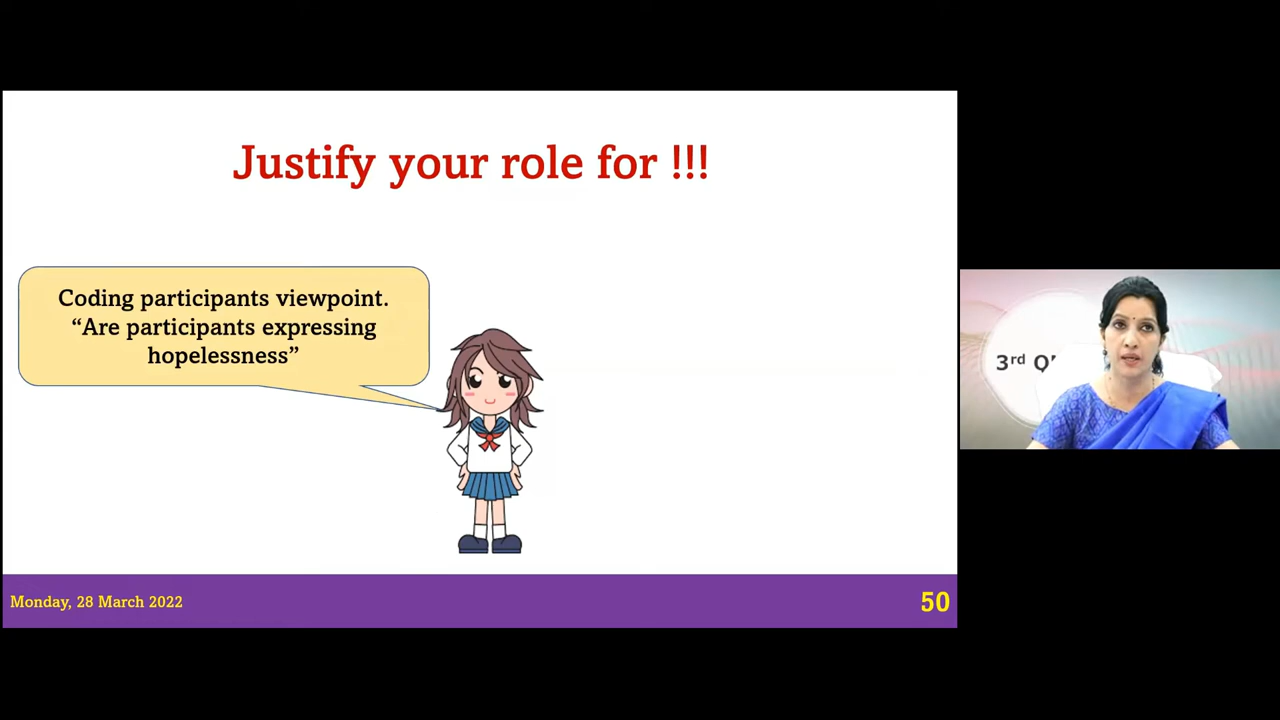 Justify your role for !!!
Coding participants viewpoint.
“Are participants expressing
hopelessness”
3rd
Monday, 28 March 2022
50